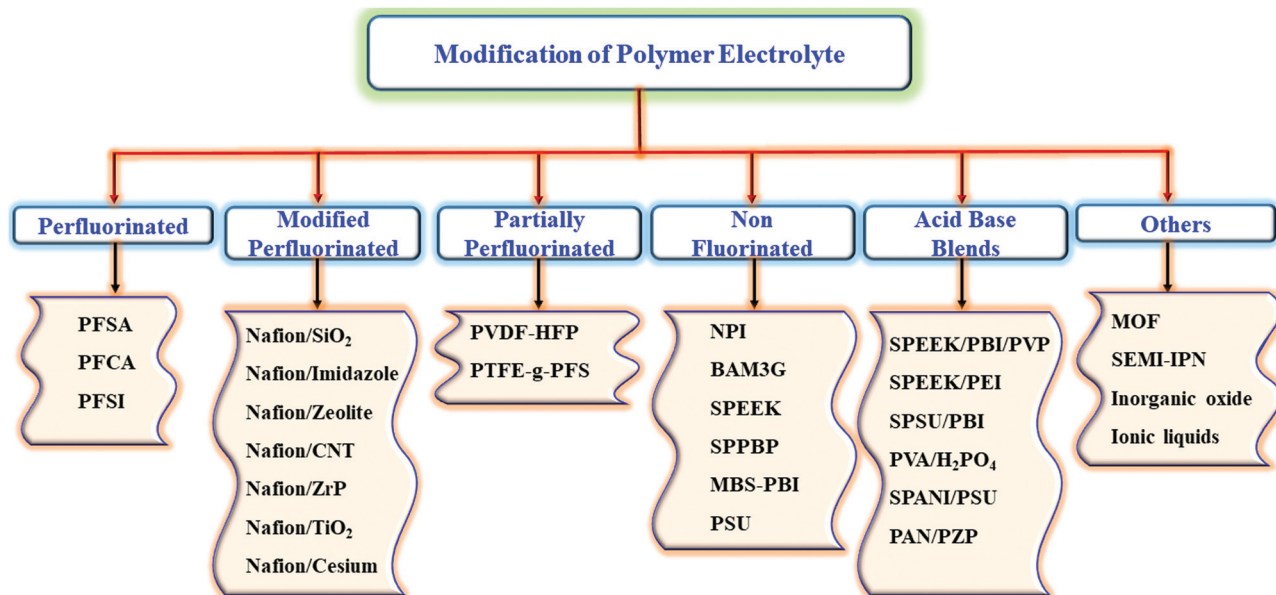 Modification of Polymer Electrolyte
Perfluorinated
PFSA
PFCA
PFSI
Modified
Perfluorinated
Nafion/SiO₂
Nafion/Imidazole
Nafion/Zeolite
Nafion/CNT
Nafion/ZrP
Nafion/TiO₂
Nafion/Cesium
Partially
Perfluorinated
PVDF-HFP
PTFE-g-PFS
Non
Fluorinated
NPI
BAM3G
SPEEK
SPPBP
MBS-PBI
PSU
Acid Base
Blends
SPEEK/PBI/PVP
SPEEK/PEI
SPSU/PBI
PVA/H₂PO₄
SPANI/PSU
PAN/PZP
Others
MOF
SEMI-IPN
Inorganic oxide
Ionic liquids